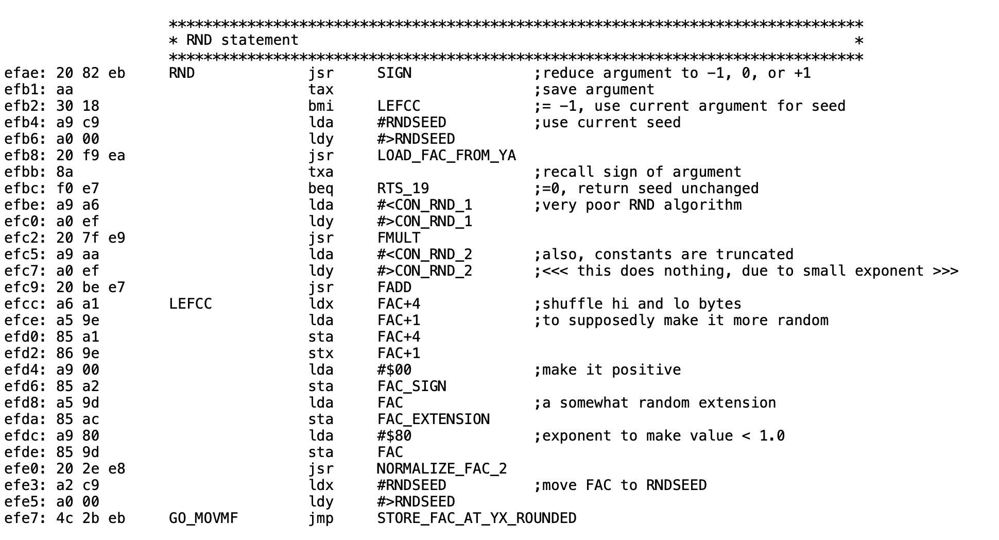 ********************************************************************************
* RND statement                                                                *
********************************************************************************
efae: 20 82 eb     RND             jsr     SIGN              ;reduce argument to -1, 0, or +1
efb1: aa                           tax                       ;save argument
efb2: 30 18                        bmi     LEFCC             ;= -1, use current argument for seed
efb4: a9 c9                        lda     #RNDSEED          ;use current seed
efb6: a0 00                        ldy     #>RNDSEED
efb8: 20 f9 ea                     jsr     LOAD_FAC_FROM_YA
efbb: 8a                           txa                       ;recall sign of argument
efbc: f0 e7                        beq     RTS_19            ;=0, return seed unchanged
efbe: a9 a6                        lda     #<CON_RND_1       ;very poor RND algorithm
efc0: a0 ef                        ldy     #>CON_RND_1
efc2: 20 7f e9                     jsr     FMULT
efc5: a9 aa                        lda     #<CON_RND_2       ;also, constants are truncated
efc7: a0 ef                        ldy     #>CON_RND_2       ;<<< this does nothing, due to small exponent >>>
efc9: 20 be e7                     jsr     FADD
efcc: a6 a1        LEFCC           ldx     FAC+4             ;shuffle hi and lo bytes
efce: a5 9e                        lda     FAC+1             ;to supposedly make it more random
efd0: 85 a1                        sta     FAC+4
efd2: 86 9e                        stx     FAC+1
efd4: a9 00                        lda     #$00              ;make it positive
efd6: 85 a2                        sta     FAC_SIGN
efd8: a5 9d                        lda     FAC               ;a somewhat random extension
efda: 85 ac                        sta     FAC_EXTENSION
efdc: a9 80                        lda     #$80              ;exponent to make value < 1.0
efde: 85 9d                        sta     FAC
efe0: 20 2e e8                     jsr     NORMALIZE_FAC_2
efe3: a2 c9                        ldx     #RNDSEED          ;move FAC to RNDSEED
efe5: a0 00                        ldy     #>RNDSEED
efe7: 4c 2b eb     GO_MOVMF        jmp     STORE_FAC_AT_YX_ROUNDED